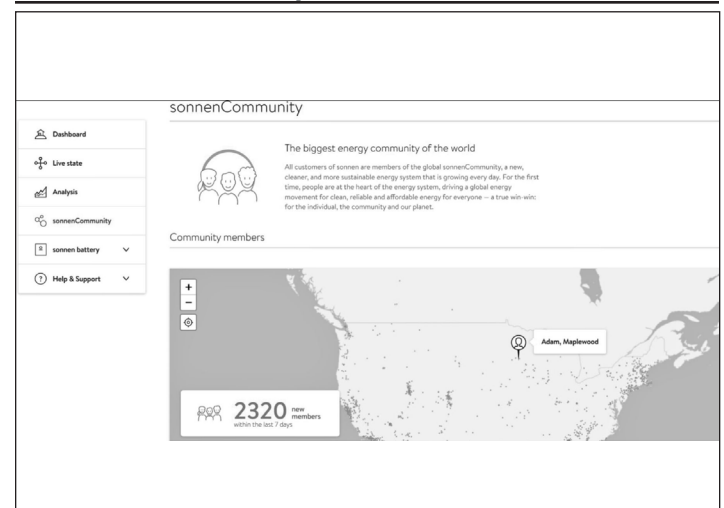 sonnenCommunity
Dashboard
Live state
Analysis
sonnenCommunity
sonnen battery
Help & Support
The biggest energy community of the world
All customers of sonnen are members of the global sonnenCommunity, a new,
cleaner, and more sustainable energy system that is growing every day. For the first
time, people are at the heart of the energy system, driving a global energy
movement for clean, reliable and affordable energy for everyone — a true win-win:
for the individual, the community and our planet.
Community members
+
−
Adam, Maplewood
2320 new members
within the last 7 days